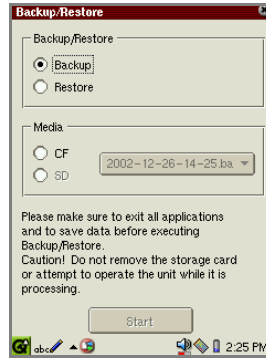 Backup/Restore
Backup/Restore
Backup
Restore
Media
CF
2002-12-26-14-25.ba
SD
Please make sure to exit all applications
and to save data before executing
Backup/Restore.
Caution! Do not remove the storage card
or attempt to operate the unit while it is
processing.
Start
abc 2:25 PM